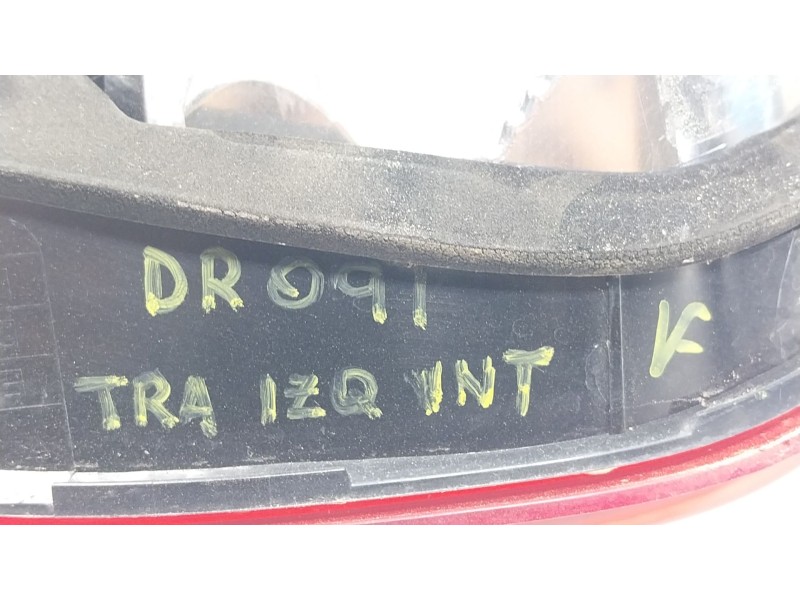 DR091 K
TRA IZQ INT